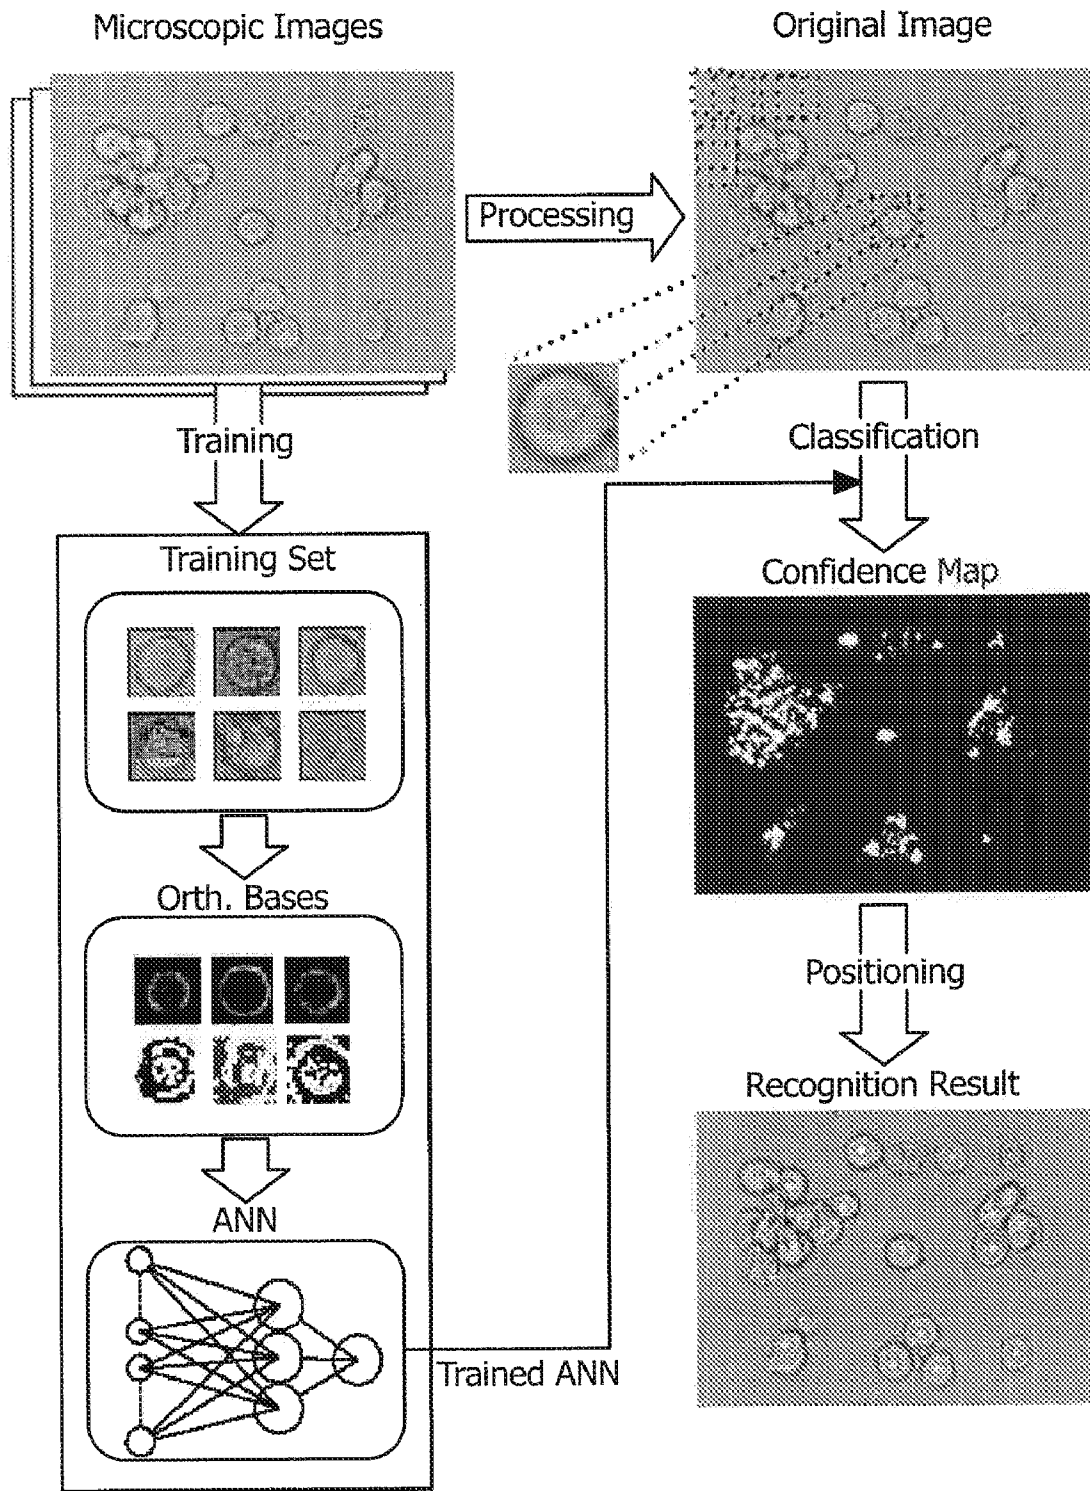 Microscopic Images
Original Image
Processing
Training
Classification
Training Set
Confidence Map
Orth. Bases
Positioning
Recognition Result
ANN
Trained ANN